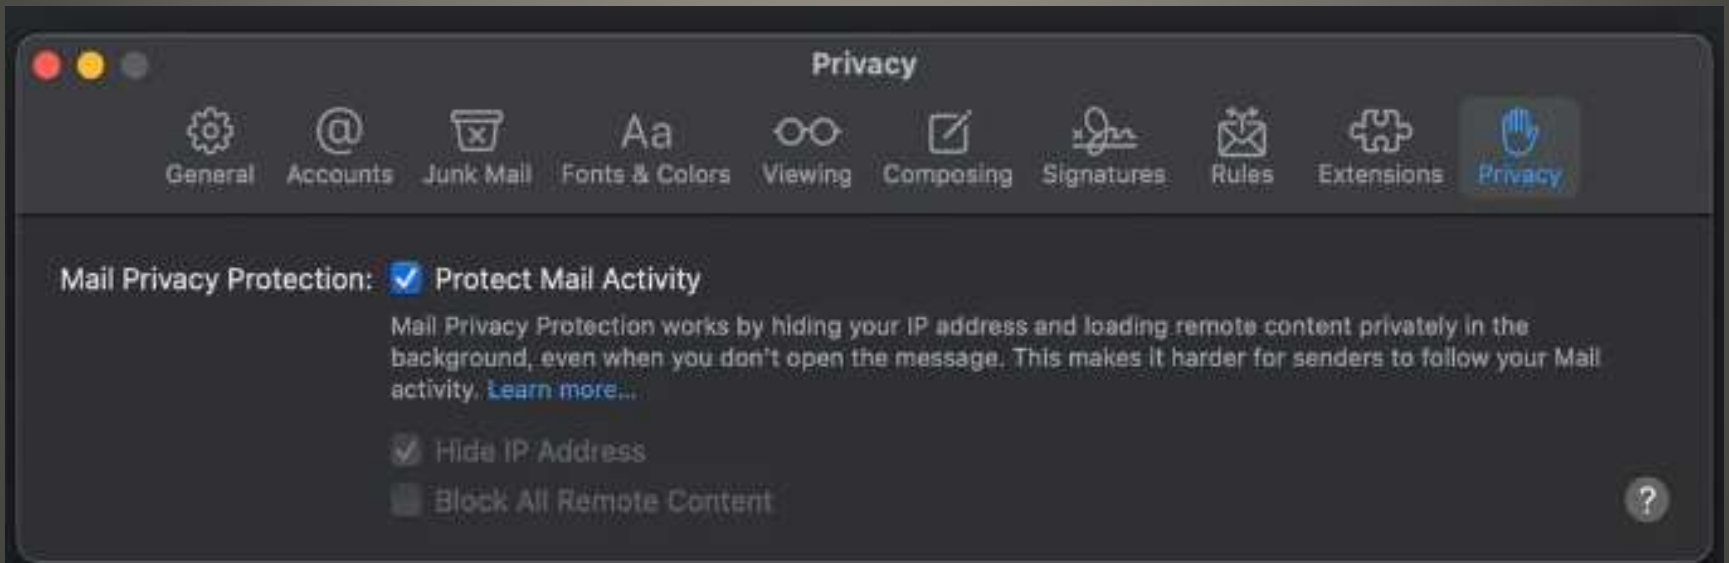 Privacy
General
Accounts
Junk Mail
Aa
Fonts & Colors
Viewing
Composing
Signatures
Rules
Extensions
Privacy
Mail Privacy Protection: Protect Mail Activity
Mail Privacy Protection works by hiding your IP address and loading remote content privately in the
background, even when you don't open the message. This makes it harder for senders to follow your Mail
activity. Learn more...
Hide IP Address
Block All Remote Content
?